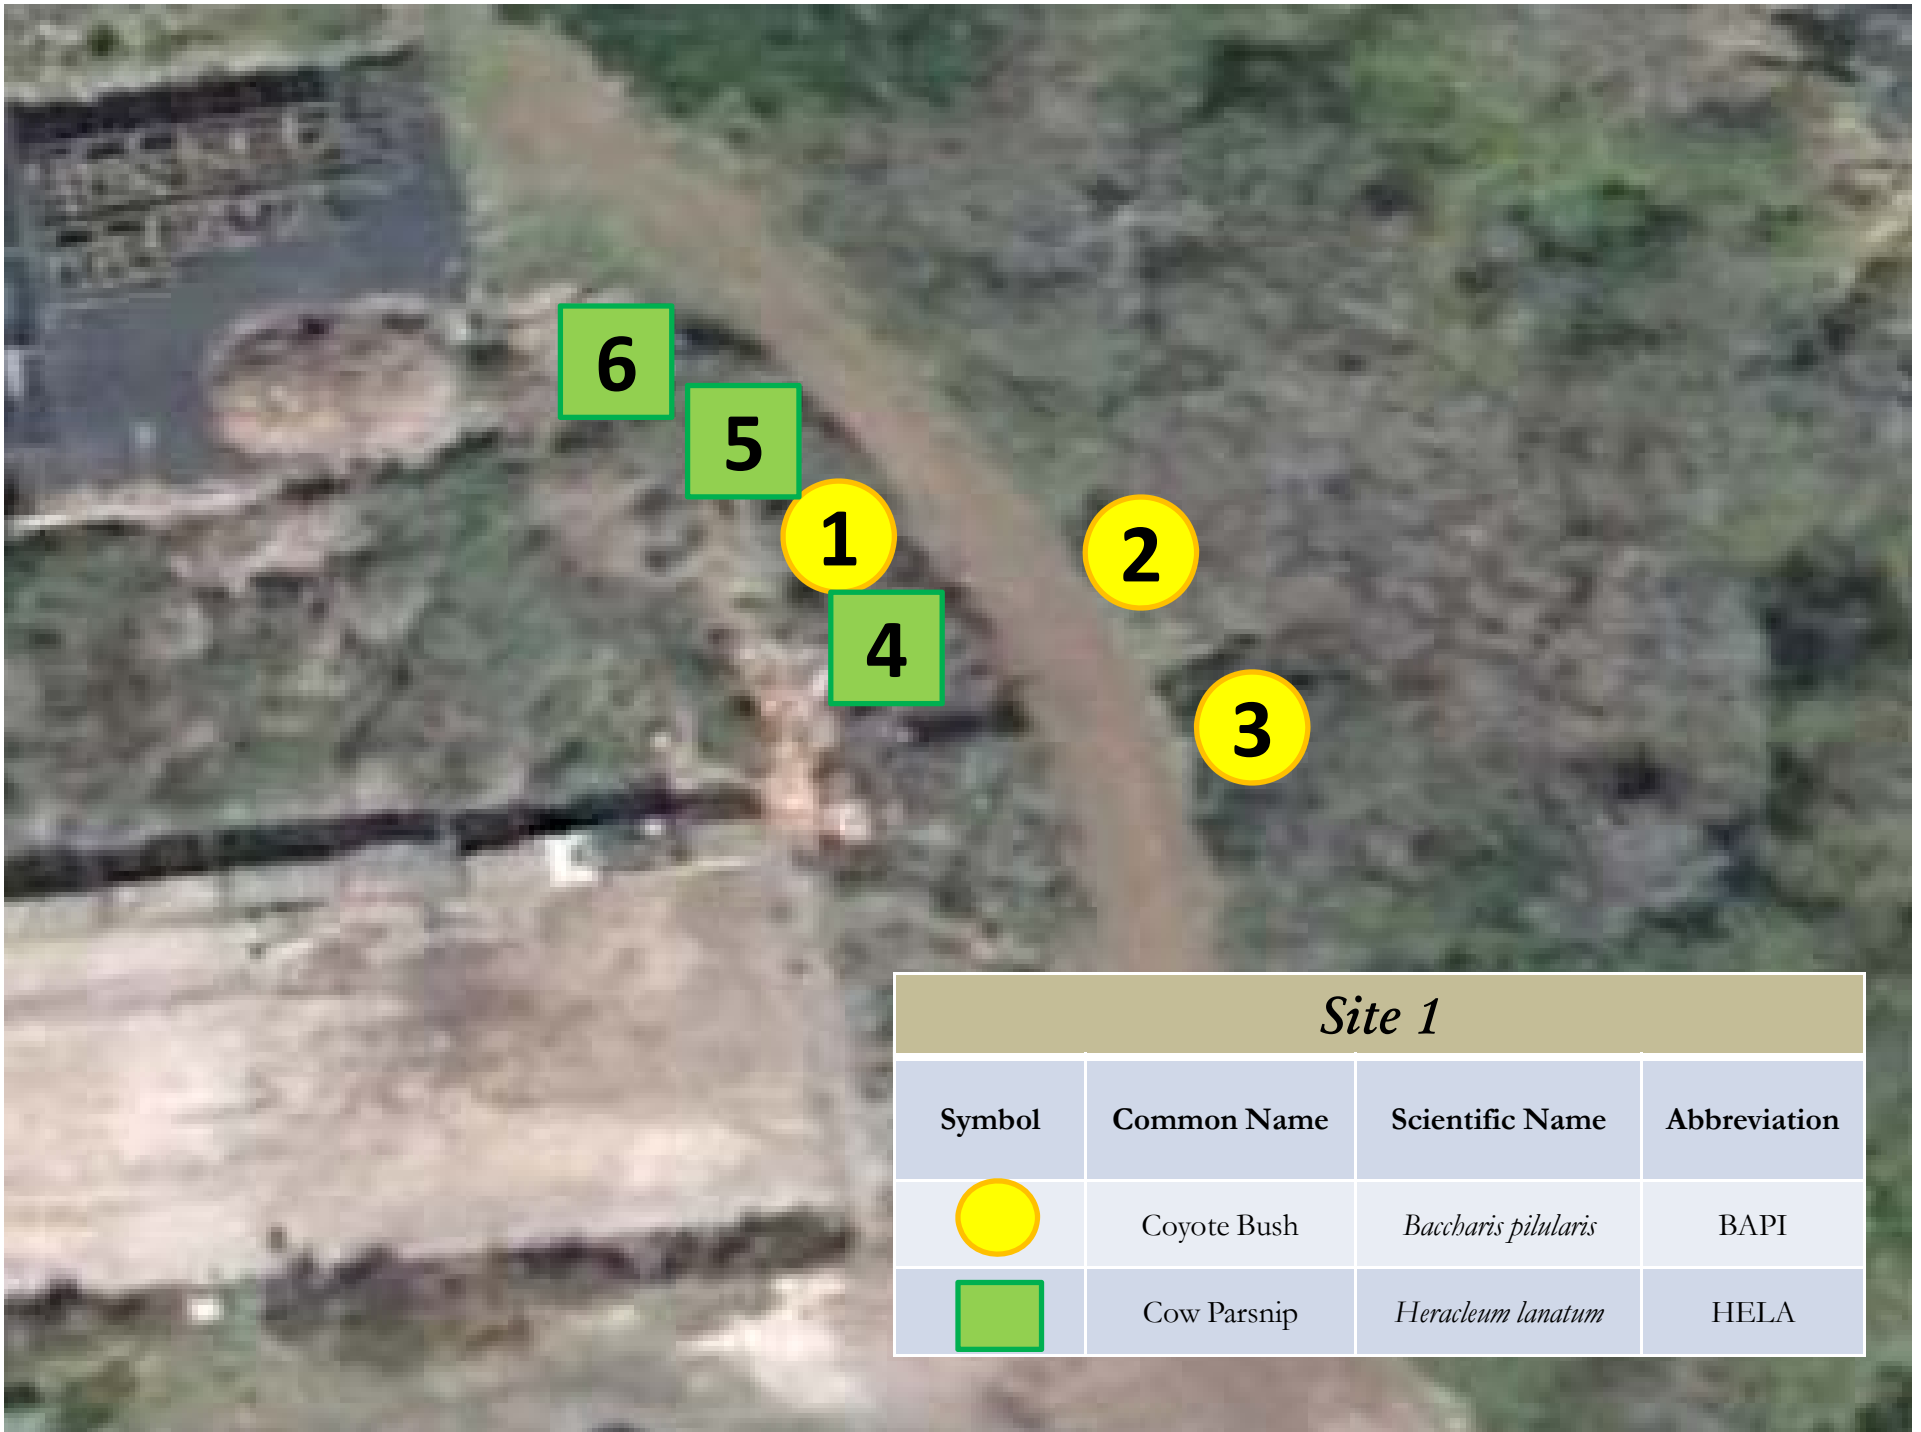 6
5
1
2
4
3
Site 1
Symbol Common Name Scientific Name Abbreviation
Coyote Bush Baccharis pilularis BAPI
Cow Parsnip Heracleum lanatum HELA